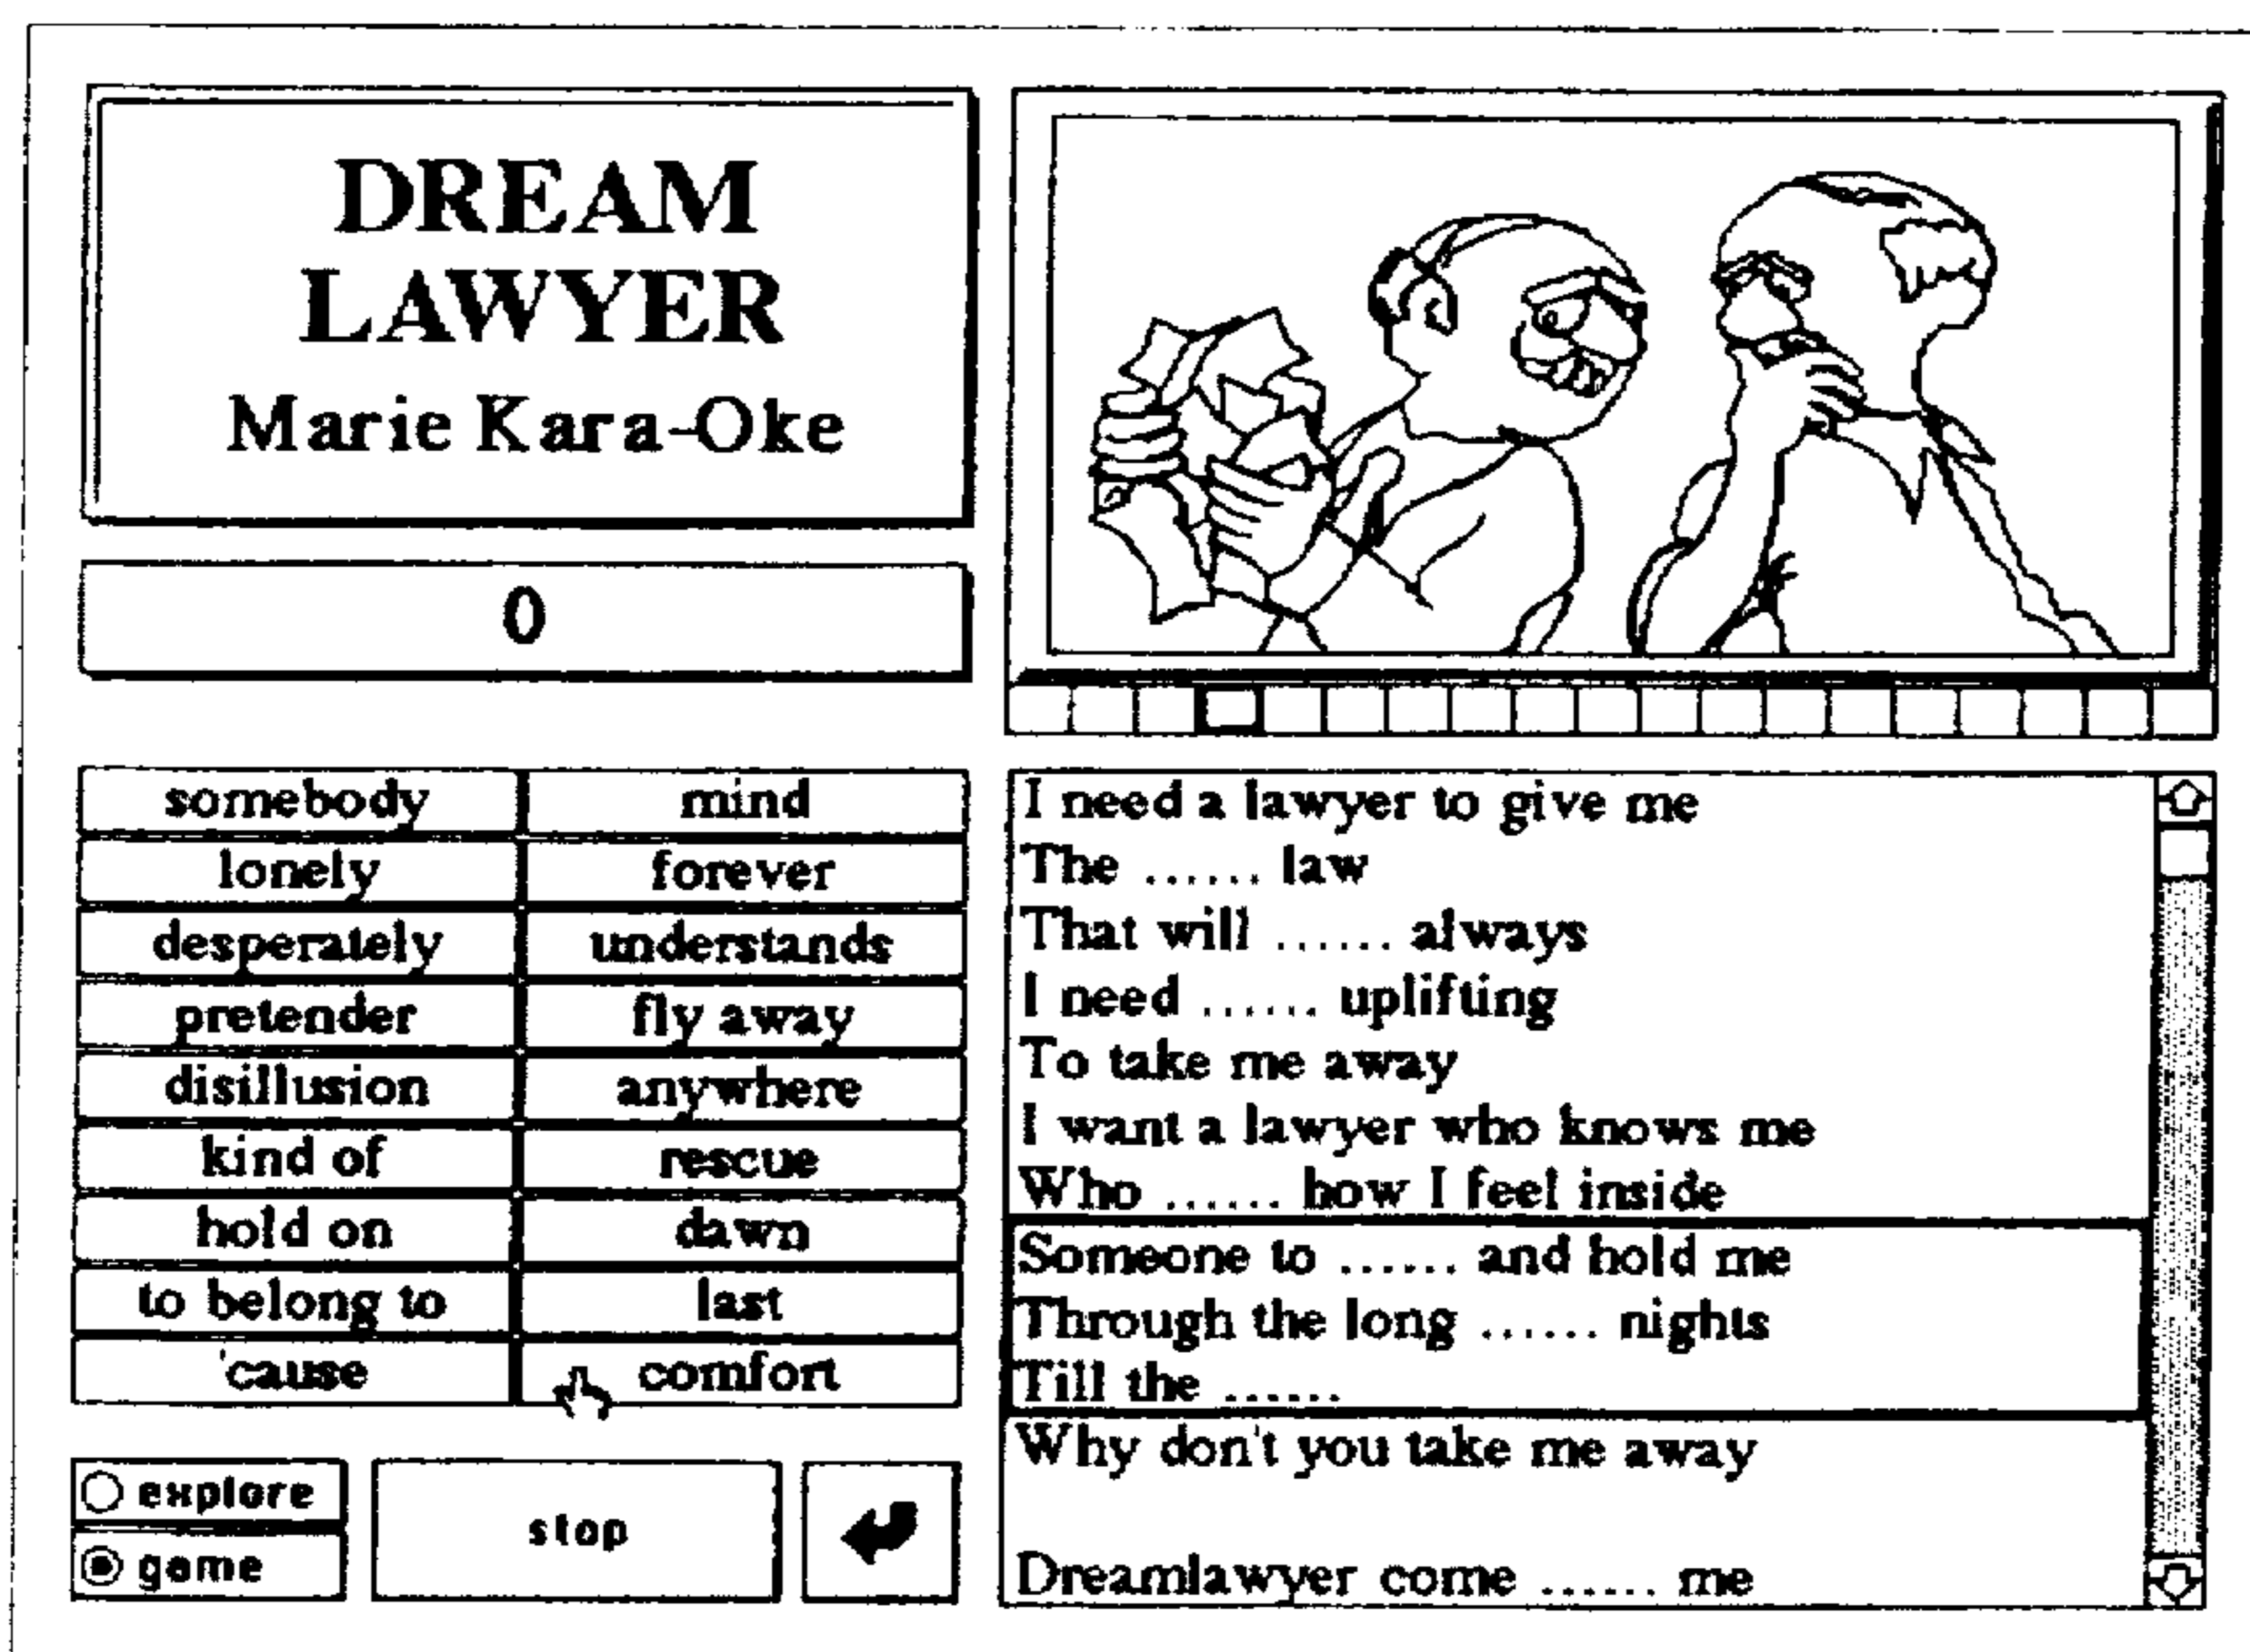 DREAM
LAWYER
Marie Kara-Oke
0
somebody mind
lonely forever
desperately understands
pretender fly away
disillusion anywhere
kind of rescue
hold on dawn
to belong to last
'cause comfort
explore
game
stop
I need a lawyer to give me
The ...... law
That will ...... always
I need ...... uplifting
To take me away
I want a lawyer who knows me
Who ...... how I feel inside
Someone to ...... and hold me
Through the long ...... nights
Till the ......
Why don't you take me away
Dreamlawyer come ...... me